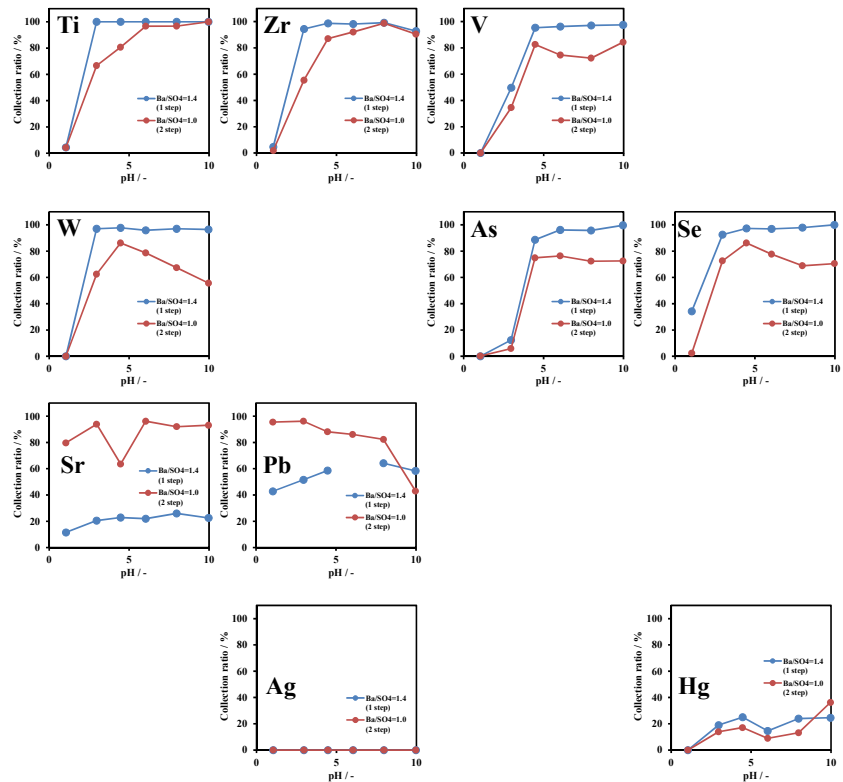 Ti
Collection ratio / %
100
80
60
40
20
0
Ba/SO4=1.4
(1 step)
Ba/SO4=1.0
(2 step)
0 5 10
pH / -
Zr
Collection ratio / %
100
80
60
40
20
0
Ba/SO4=1.4
(1 step)
Ba/SO4=1.0
(2 step)
0 5 10
pH / -
V
Collection ratio / %
100
80
60
40
20
0
Ba/SO4=1.4
(1 step)
Ba/SO4=1.0
(2 step)
0 5 10
pH / -
W
Collection ratio / %
100
80
60
40
20
0
Ba/SO4=1.4
(1 step)
Ba/SO4=1.0
(2 step)
0 5 10
pH / -
As
Collection ratio / %
100
80
60
40
20
0
Ba/SO4=1.4
(1 step)
Ba/SO4=1.0
(2 step)
0 5 10
pH / -
Se
Collection ratio / %
100
80
60
40
20
0
Ba/SO4=1.4
(1 step)
Ba/SO4=1.0
(2 step)
0 5 10
pH / -
Sr
Collection ratio / %
100
80
60
40
20
0
Ba/SO4=1.4
(1 step)
Ba/SO4=1.0
(2 step)
0 5 10
pH / -
Pb
Collection ratio / %
100
80
60
40
20
0
Ba/SO4=1.4
(1 step)
Ba/SO4=1.0
(2 step)
0 5 10
pH / -
Ag
Collection ratio / %
100
80
60
40
20
0
Ba/SO4=1.4
(1 step)
Ba/SO4=1.0
(2 step)
0 5 10
pH / -
Hg
Collection ratio / %
100
80
60
40
20
0
Ba/SO4=1.4
(1 step)
Ba/SO4=1.0
(2 step)
0 5 10
pH / -